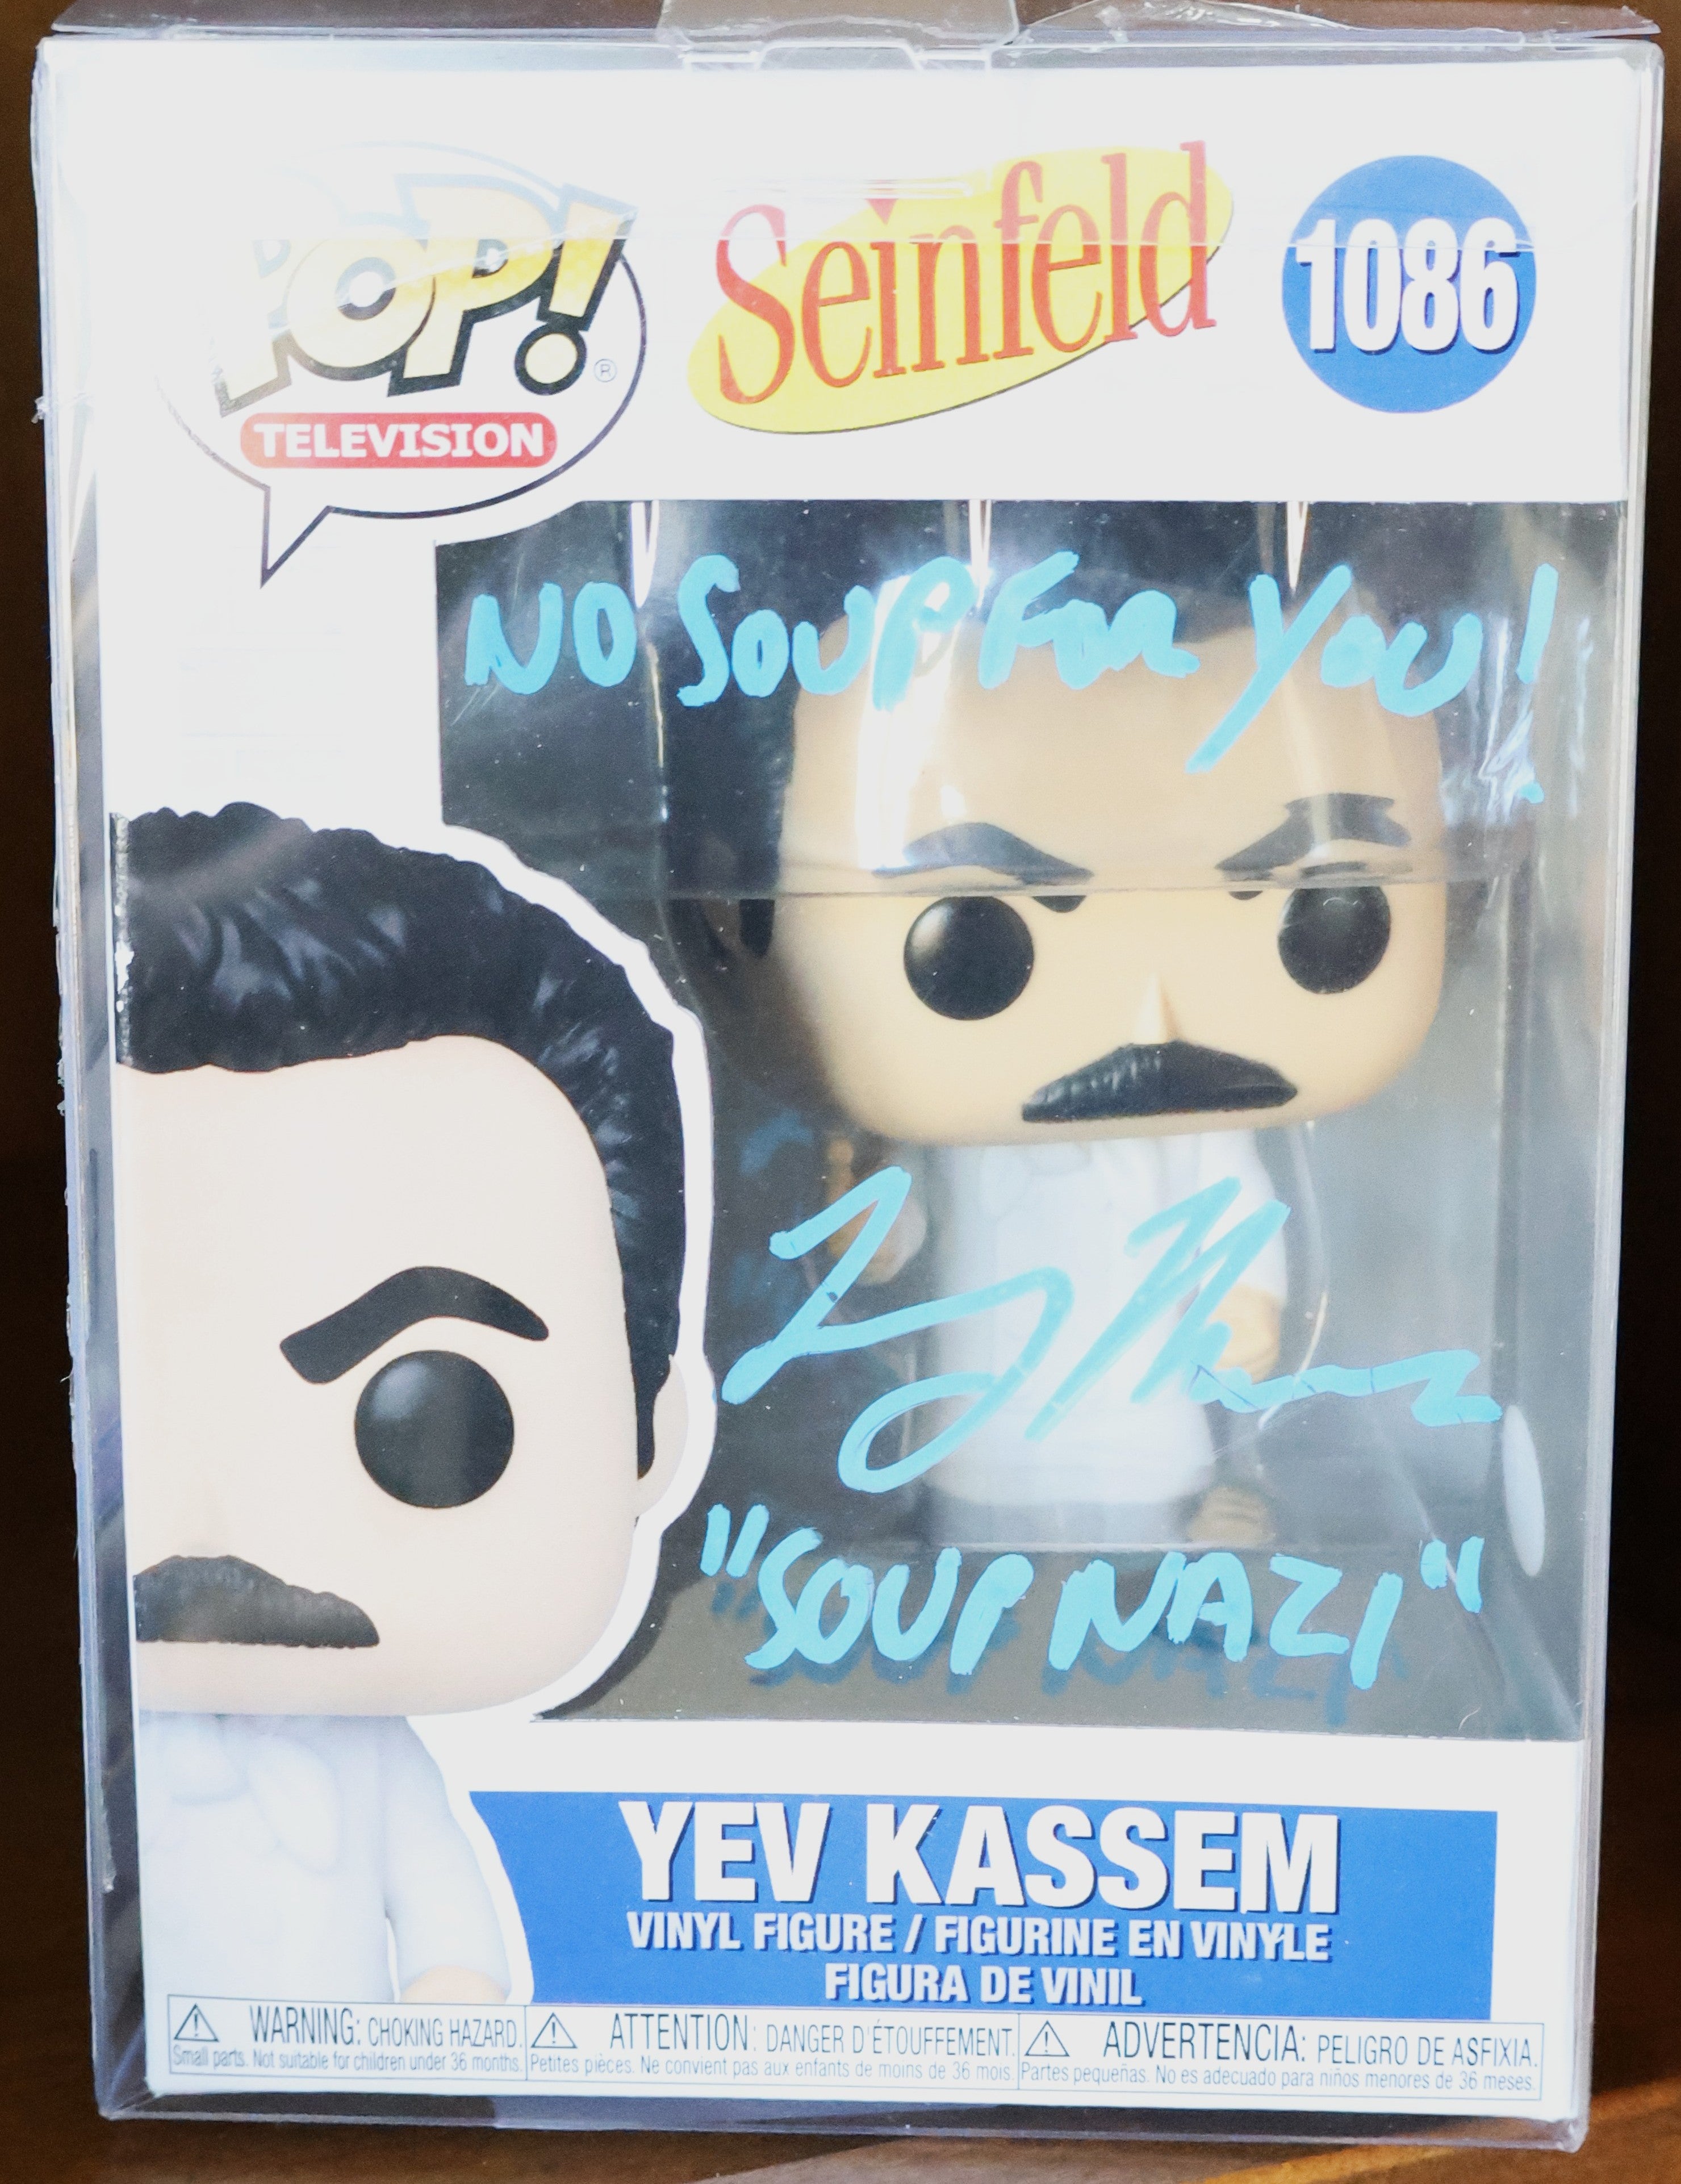 POP!®
TELEVISION
Seinfeld
1086
NO SOUP FOR YOU!
"SOUP NAZI"
YEV KASSEM
VINYL FIGURE / FIGURINE EN VINYLE
FIGURA DE VINIL
WARNING: CHOKING HAZARD.
Small parts. Not suitable for children under 36 months.
ATTENTION: DANGER D'ÉTOUFFEMENT.
Petites pièces. Ne convient pas aux enfants de moins de 36 mois.
ADVERTENCIA: PELIGRO DE ASFIXIA.
Partes pequeñas. No es adecuado para niños menores de 36 meses.